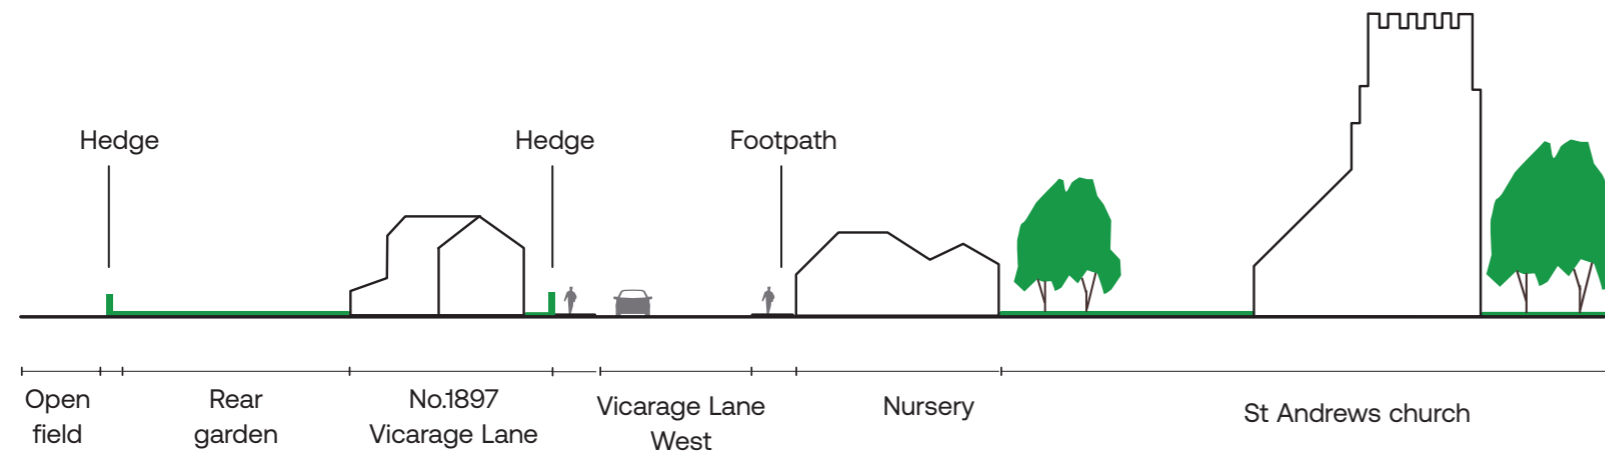 Hedge
Hedge
Footpath
Open
field
Rear
garden
No.1897
Vicarage Lane
Vicarage Lane
West
Nursery
St Andrews church